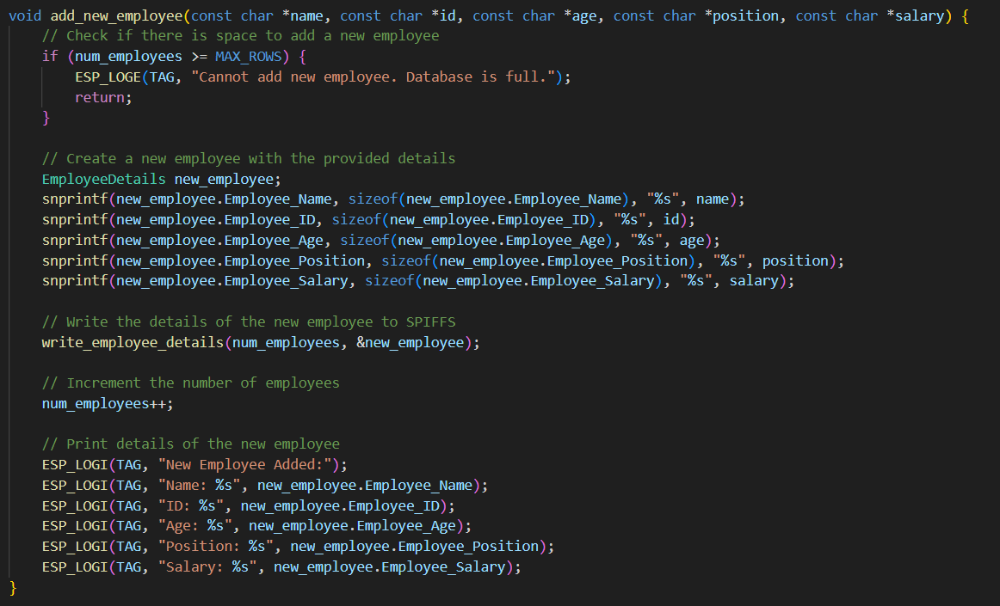 void add_new_employee(const char *name, const char *id, const char *age, const char *position, const char *salary) {
    // Check if there is space to add a new employee
    if (num_employees >= MAX_ROWS) {
        ESP_LOGE(TAG, "Cannot add new employee. Database is full.");
        return;
    }

    // Create a new employee with the provided details
    EmployeeDetails new_employee;
    snprintf(new_employee.Employee_Name, sizeof(new_employee.Employee_Name), "%s", name);
    snprintf(new_employee.Employee_ID, sizeof(new_employee.Employee_ID), "%s", id);
    snprintf(new_employee.Employee_Age, sizeof(new_employee.Employee_Age), "%s", age);
    snprintf(new_employee.Employee_Position, sizeof(new_employee.Employee_Position), "%s", position);
    snprintf(new_employee.Employee_Salary, sizeof(new_employee.Employee_Salary), "%s", salary);

    // Write the details of the new employee to SPIFFS
    write_employee_details(num_employees, &new_employee);

    // Increment the number of employees
    num_employees++;

    // Print details of the new employee
    ESP_LOGI(TAG, "New Employee Added:");
    ESP_LOGI(TAG, "Name: %s", new_employee.Employee_Name);
    ESP_LOGI(TAG, "ID: %s", new_employee.Employee_ID);
    ESP_LOGI(TAG, "Age: %s", new_employee.Employee_Age);
    ESP_LOGI(TAG, "Position: %s", new_employee.Employee_Position);
    ESP_LOGI(TAG, "Salary: %s", new_employee.Employee_Salary);
}